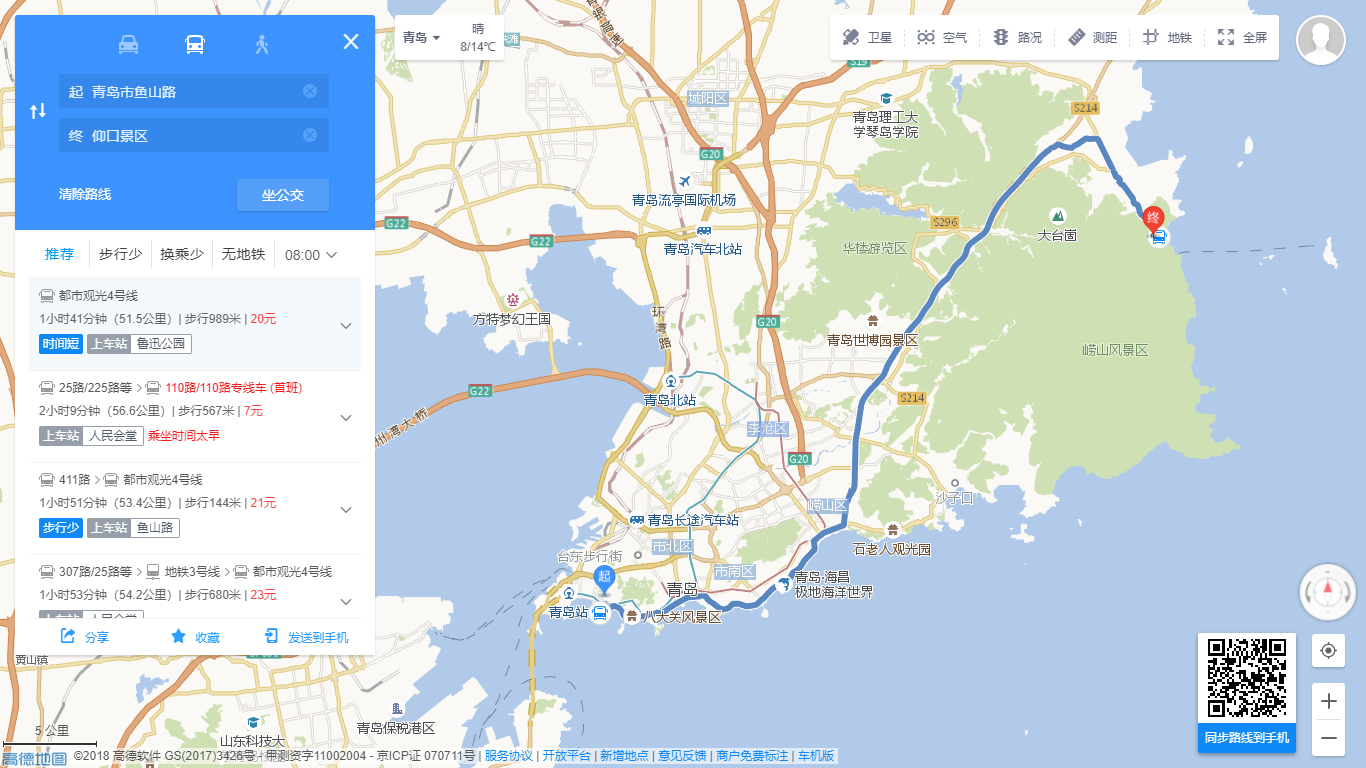 起 青岛市鱼山路
终 仰口景区
清除路线
坐公交
推荐
步行少
换乘少
无地铁
08:00
都市观光4号线
1小时41分钟（51.5公里）| 步行989米 | 20元
时间短 上车站 鲁迅公园
25路/225路等 > 110路/110路专线车 (首班)
2小时9分钟（56.6公里）| 步行567米 | 7元
上车站 人民会堂 乘坐时间太早
411路 > 都市观光4号线
1小时51分钟（53.4公里）| 步行144米 | 21元
步行少 上车站 鱼山路
307路/25路等 > 地铁3号线 > 都市观光4号线
1小时53分钟（54.2公里）| 步行680米 | 23元
上车站 人民会堂
分享
收藏
发送到手机
青岛
晴
8/14℃
卫星
空气
路况
测距
地铁
全屏
青银高速
S19
城阳区
青岛理工大
学琴岛学院
S214
G20
青岛流亭国际机场
G22
G22
青岛汽车北站
S296
华楼游览区
大台崮
终
方特梦幻王国
环湾路
G20
青岛世博园景区
崂山风景区
G22
青岛北站
S214
州湾大桥
李沧区
G20
沙子口
崂山区
青岛长途汽车站
石老人观光园
台东步行街
市北区
市南区
起
青岛
青岛·海昌
极地海洋世界
青岛站
八大关风景区
黄山镇
青岛保税港区
山东科技大
5 公里
高德地图
©2018 高德软件 GS(2017)3426号 - 甲测资字11002004 - 京ICP证 070711号 | 服务协议 | 开放平台 | 新增地点 | 意见反馈 | 商户免费标注 | 车机版
同步路线到手机